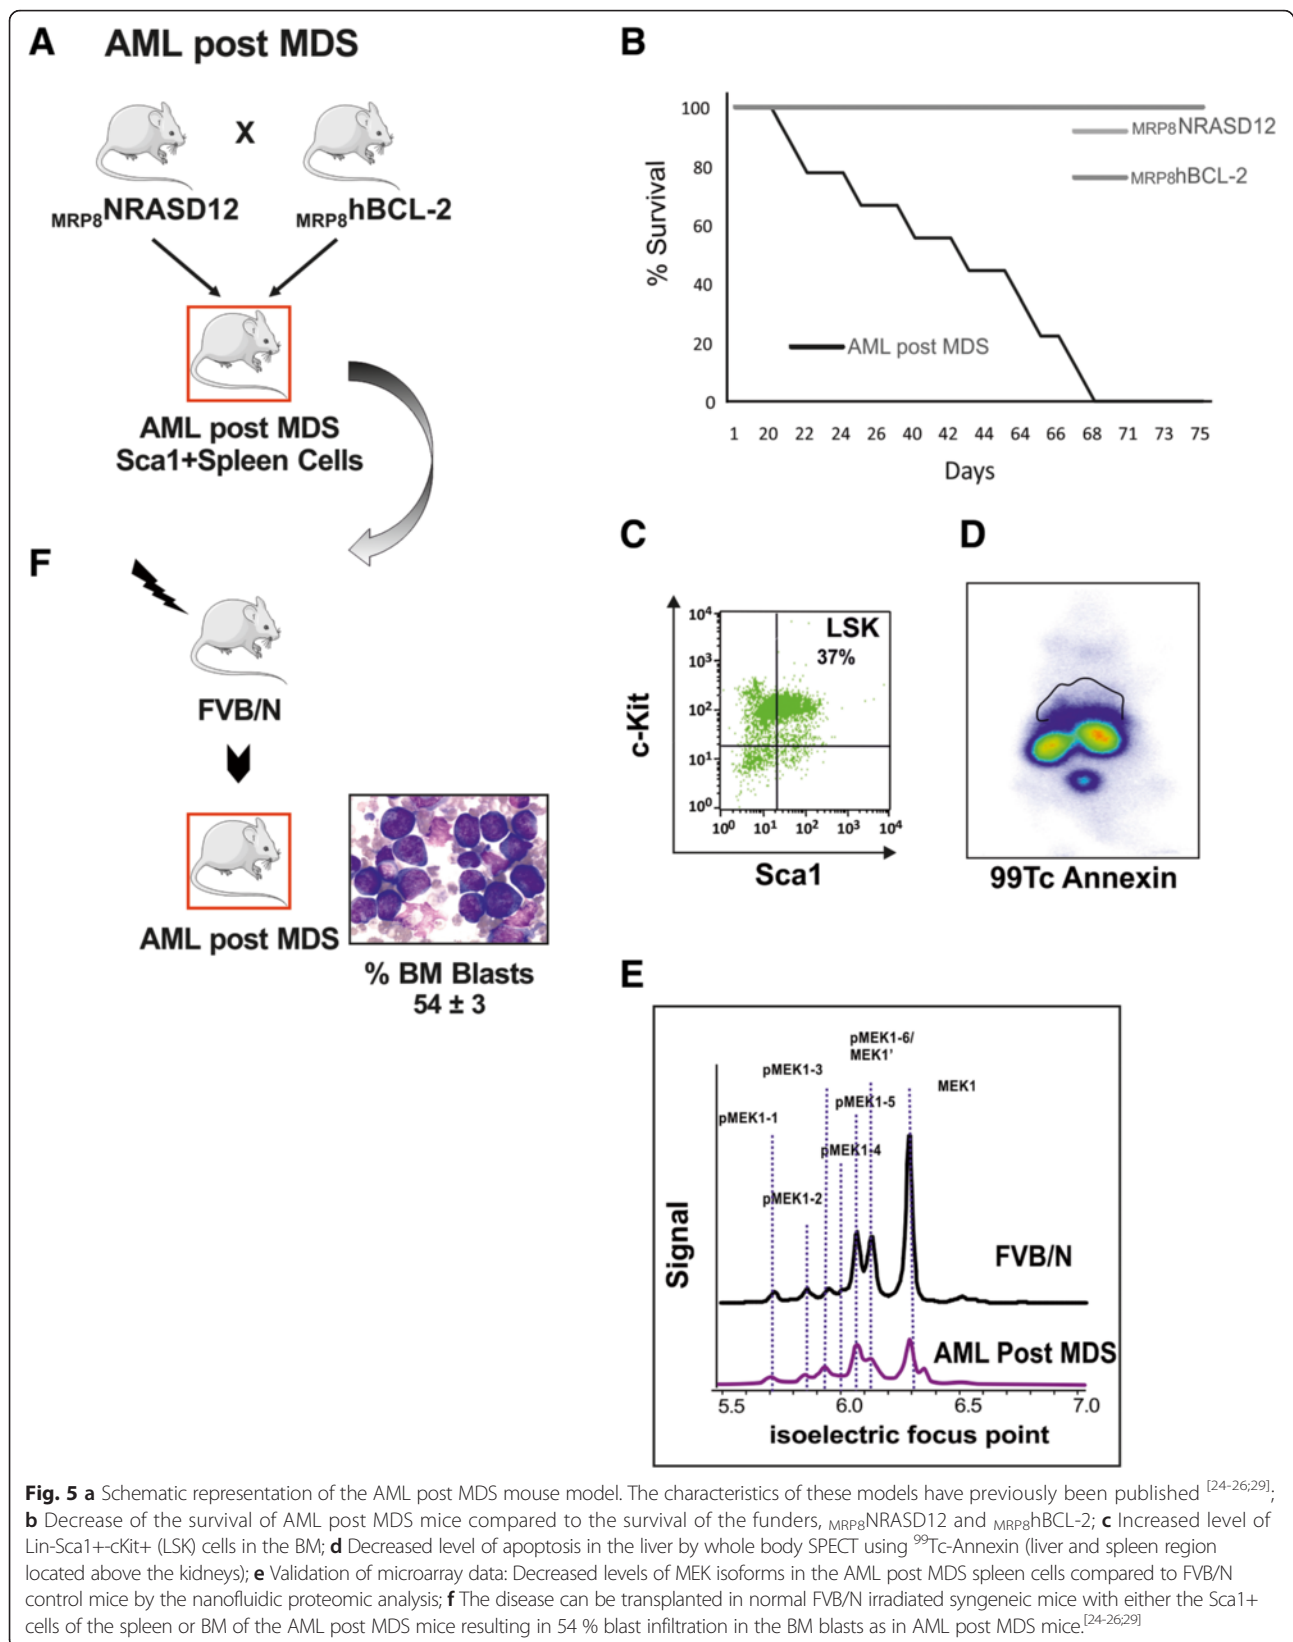 A AML post MDS
X
MRP8NRASD12 MRP8hBCL-2
AML post MDS
Sca1+Spleen Cells
B
% Survival
100
80
60
40
20
0
MRP8NRASD12
MRP8hBCL-2
AML post MDS
1 20 22 24 26 40 42 44 64 66 68 71 73 75
Days
C
c-Kit
10⁴
10³
10²
10¹
10⁰
LSK
37%
10⁰ 10¹ 10² 10³ 10⁴
Sca1
D
99Tc Annexin
F
FVB/N
AML post MDS
% BM Blasts
54 ± 3
E
Signal
pMEK1-6/
MEK1'
pMEK1-3
MEK1
pMEK1-5
pMEK1-1
pMEK1-4
pMEK1-2
FVB/N
AML Post MDS
5.5 6.0 6.5 7.0
isoelectric focus point
Fig. 5 a Schematic representation of the AML post MDS mouse model. The characteristics of these models have previously been published [24-26;29];
b Decrease of the survival of AML post MDS mice compared to the survival of the funders, MRP8NRASD12 and MRP8hBCL-2; c Increased level of
Lin-Sca1+-cKit+ (LSK) cells in the BM; d Decreased level of apoptosis in the liver by whole body SPECT using ⁹⁹Tc-Annexin (liver and spleen region
located above the kidneys); e Validation of microarray data: Decreased levels of MEK isoforms in the AML post MDS spleen cells compared to FVB/N
control mice by the nanofluidic proteomic analysis; f The disease can be transplanted in normal FVB/N irradiated syngeneic mice with either the Sca1+
cells of the spleen or BM of the AML post MDS mice resulting in 54 % blast infiltration in the BM blasts as in AML post MDS mice.[24-26;29]